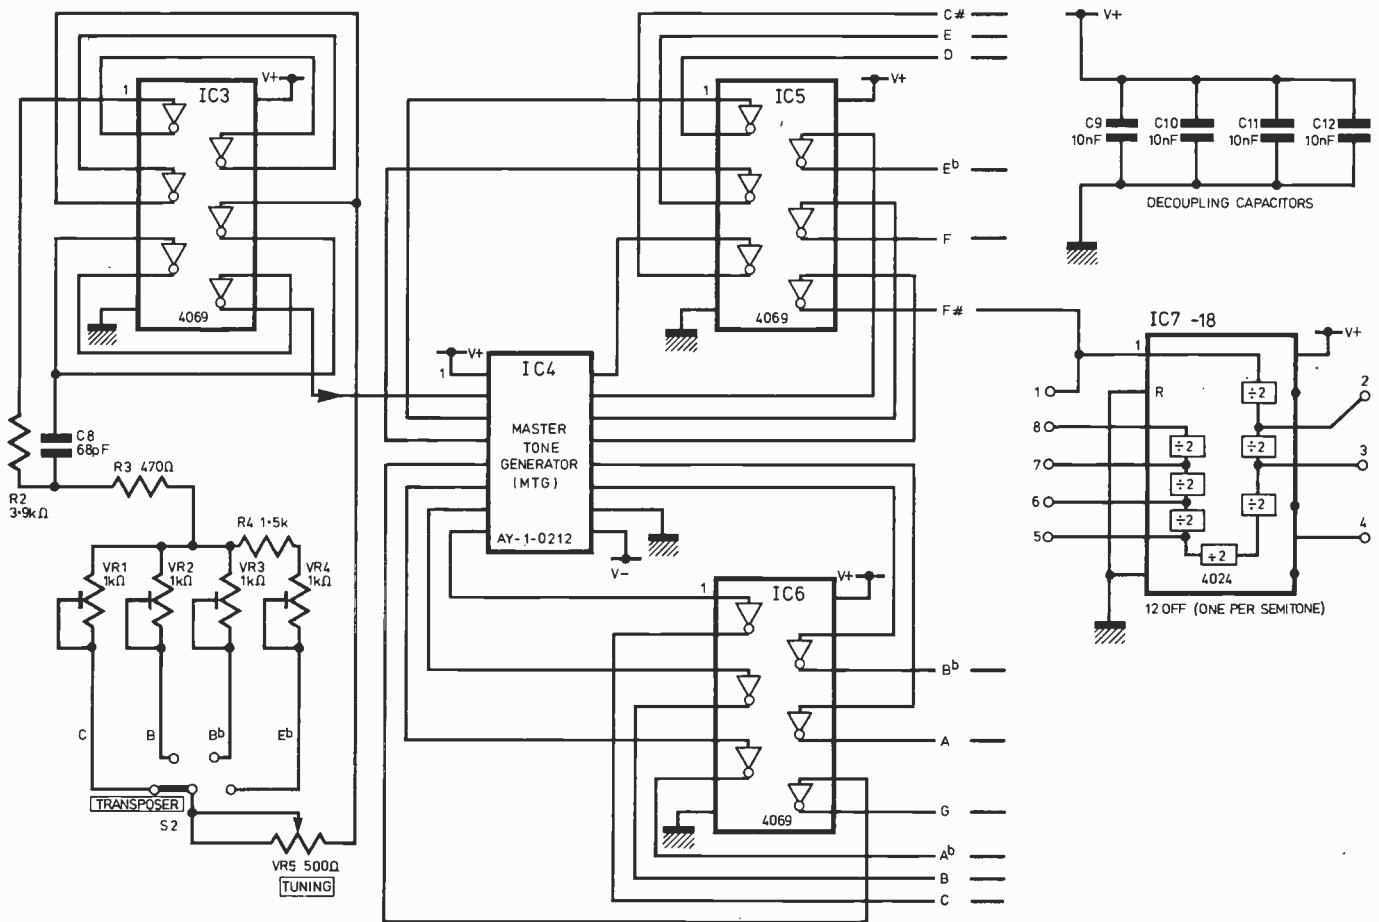 C#
E
D
V+
IC3
1
4069
V+
IC5
1
4069
E♭
F
F#
V+
C9
10nF
C10
10nF
C11
10nF
C12
10nF
DECOUPLING CAPACITORS
IC7 -18
V+
1
R
÷2
÷2
÷2
÷2
÷2
÷2
÷2
4024
1
8
7
6
5
2
3
4
12 OFF (ONE PER SEMITONE)
V+
1
IC4
MASTER
TONE
GENERATOR
(MTG)
AY-1-0212
V-
C8
68pF
R2
3·9kΩ
R3 470Ω
R4 1·5k
VR1
1kΩ
VR2
1kΩ
VR3
1kΩ
VR4
1kΩ
C
B
B♭
E♭
TRANSPOSER
S2
VR5 500Ω
TUNING
V+
1
IC6
4069
B♭
A
G
A♭
B
C